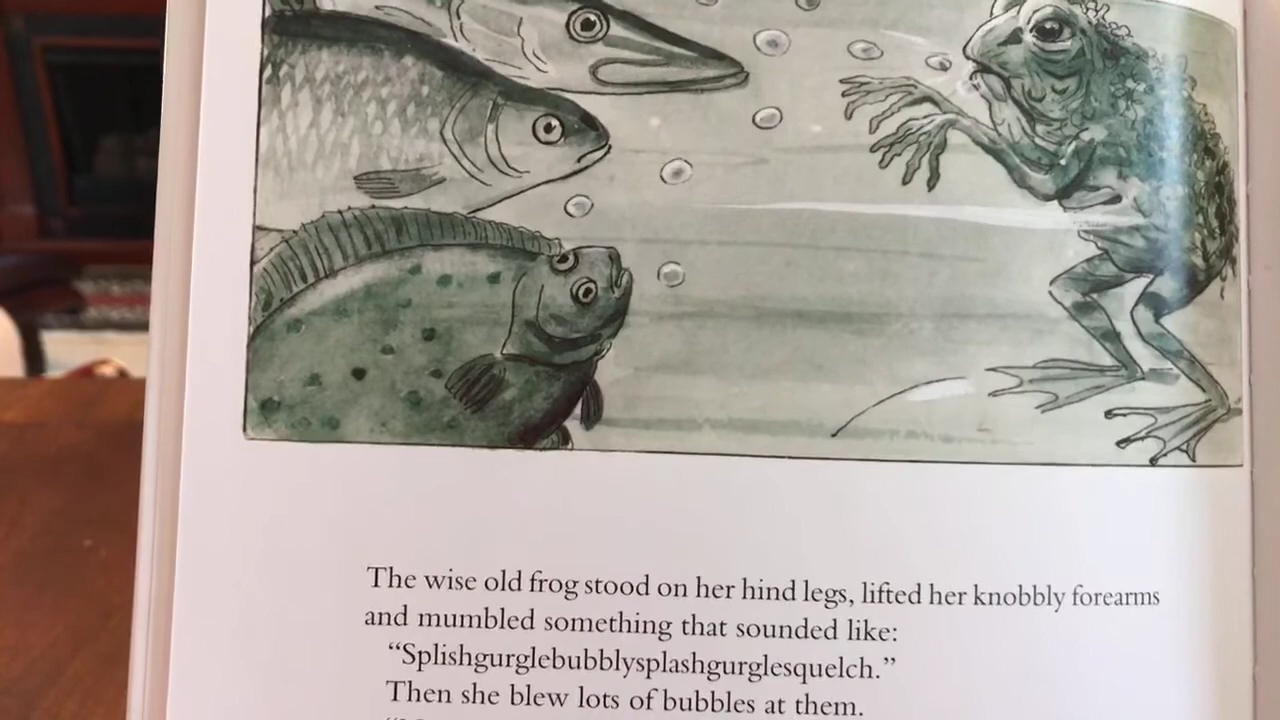 The wise old frog stood on her hind legs, lifted her knobbly forearms
and mumbled something that sounded like:
“Splishgurglebubblysplashgurglesquelch.”
Then she blew lots of bubbles at them.